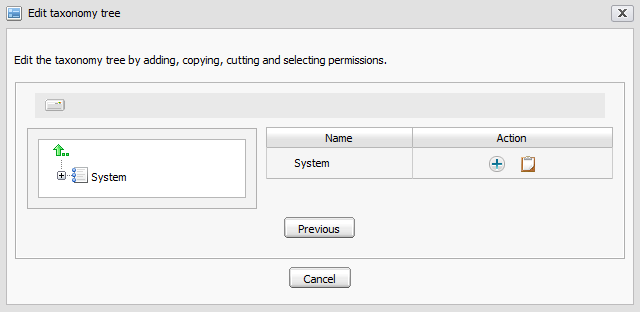 Edit taxonomy tree
Edit the taxonomy tree by adding, copying, cutting and selecting permissions.
Name Action
System
System
Previous
Cancel